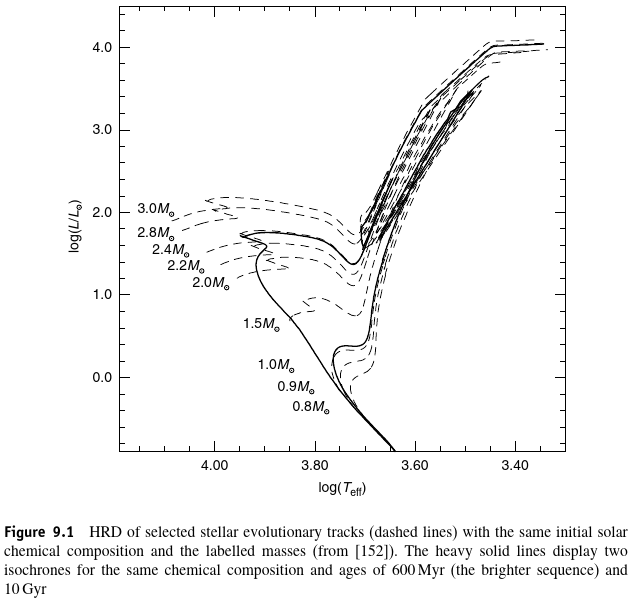 4.0
3.0
2.0
1.0
0.0
log(L/L⊙)
3.0M⊙
2.8M⊙
2.4M⊙
2.2M⊙
2.0M⊙
1.5M⊙
1.0M⊙
0.9M⊙
0.8M⊙
4.00 3.80 3.60 3.40
log(Teff)
Figure 9.1 HRD of selected stellar evolutionary tracks (dashed lines) with the same initial solar
chemical composition and the labelled masses (from [152]). The heavy solid lines display two
isochrones for the same chemical composition and ages of 600 Myr (the brighter sequence) and
10 Gyr